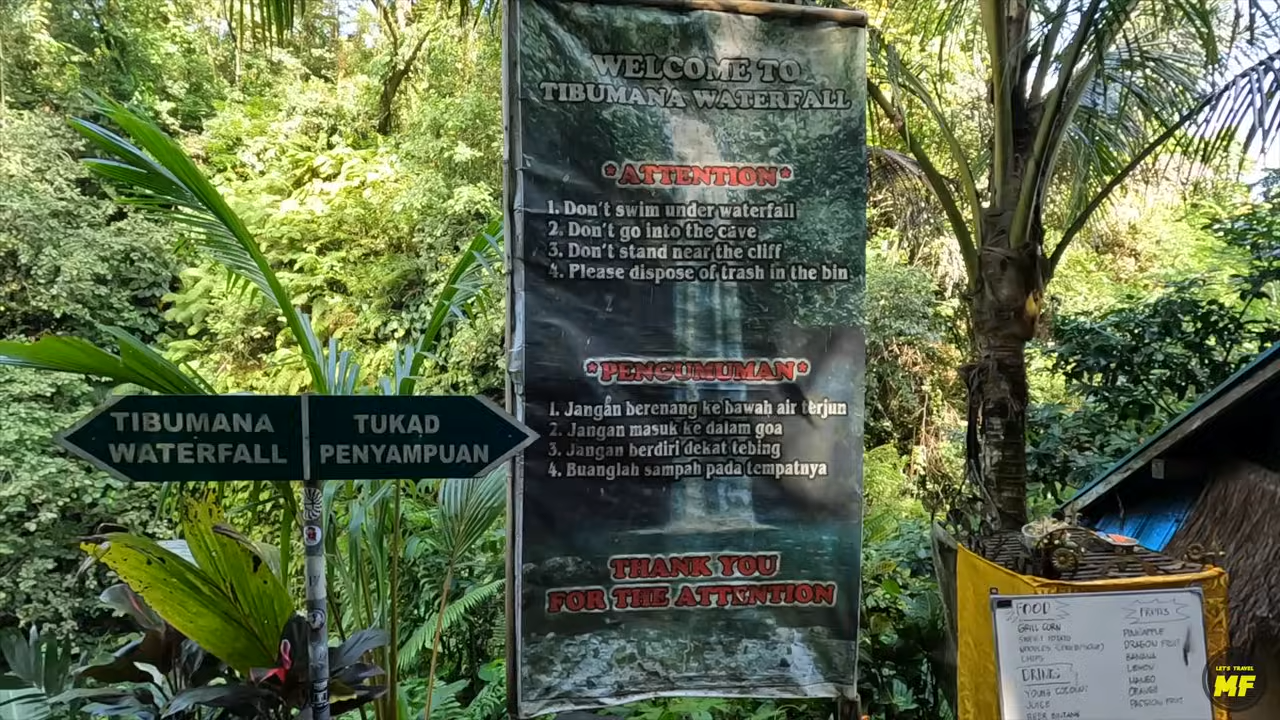 WELCOME TO
TIBUMANA WATERFALL
*ATTENTION*
1. Don't swim under waterfall
2. Don't go into the cave
3. Don't stand near the cliff
4. Please dispose of trash in the bin
*PENGUMUMAN*
1. Jangan berenang ke bawah air terjun
2. Jangan masuk ke dalam goa
3. Jangan berdiri dekat tebing
4. Buanglah sampah pada tempatnya
THANK YOU
FOR THE ATTENTION
TIBUMANA
WATERFALL
TUKAD
PENYAMPUAN
FOOD
GRILL CORN
SWEET POTATO
NOODLES
CHIPS
DRINKS
YOUNG COCONUT
JUICE
BEER BINTANG
FRUITS
PINEAPPLE
DRAGON FRUIT
BANANA
LEMON
MANGO
ORANGE
PASSION FRUIT
LET'S TRAVEL
MF